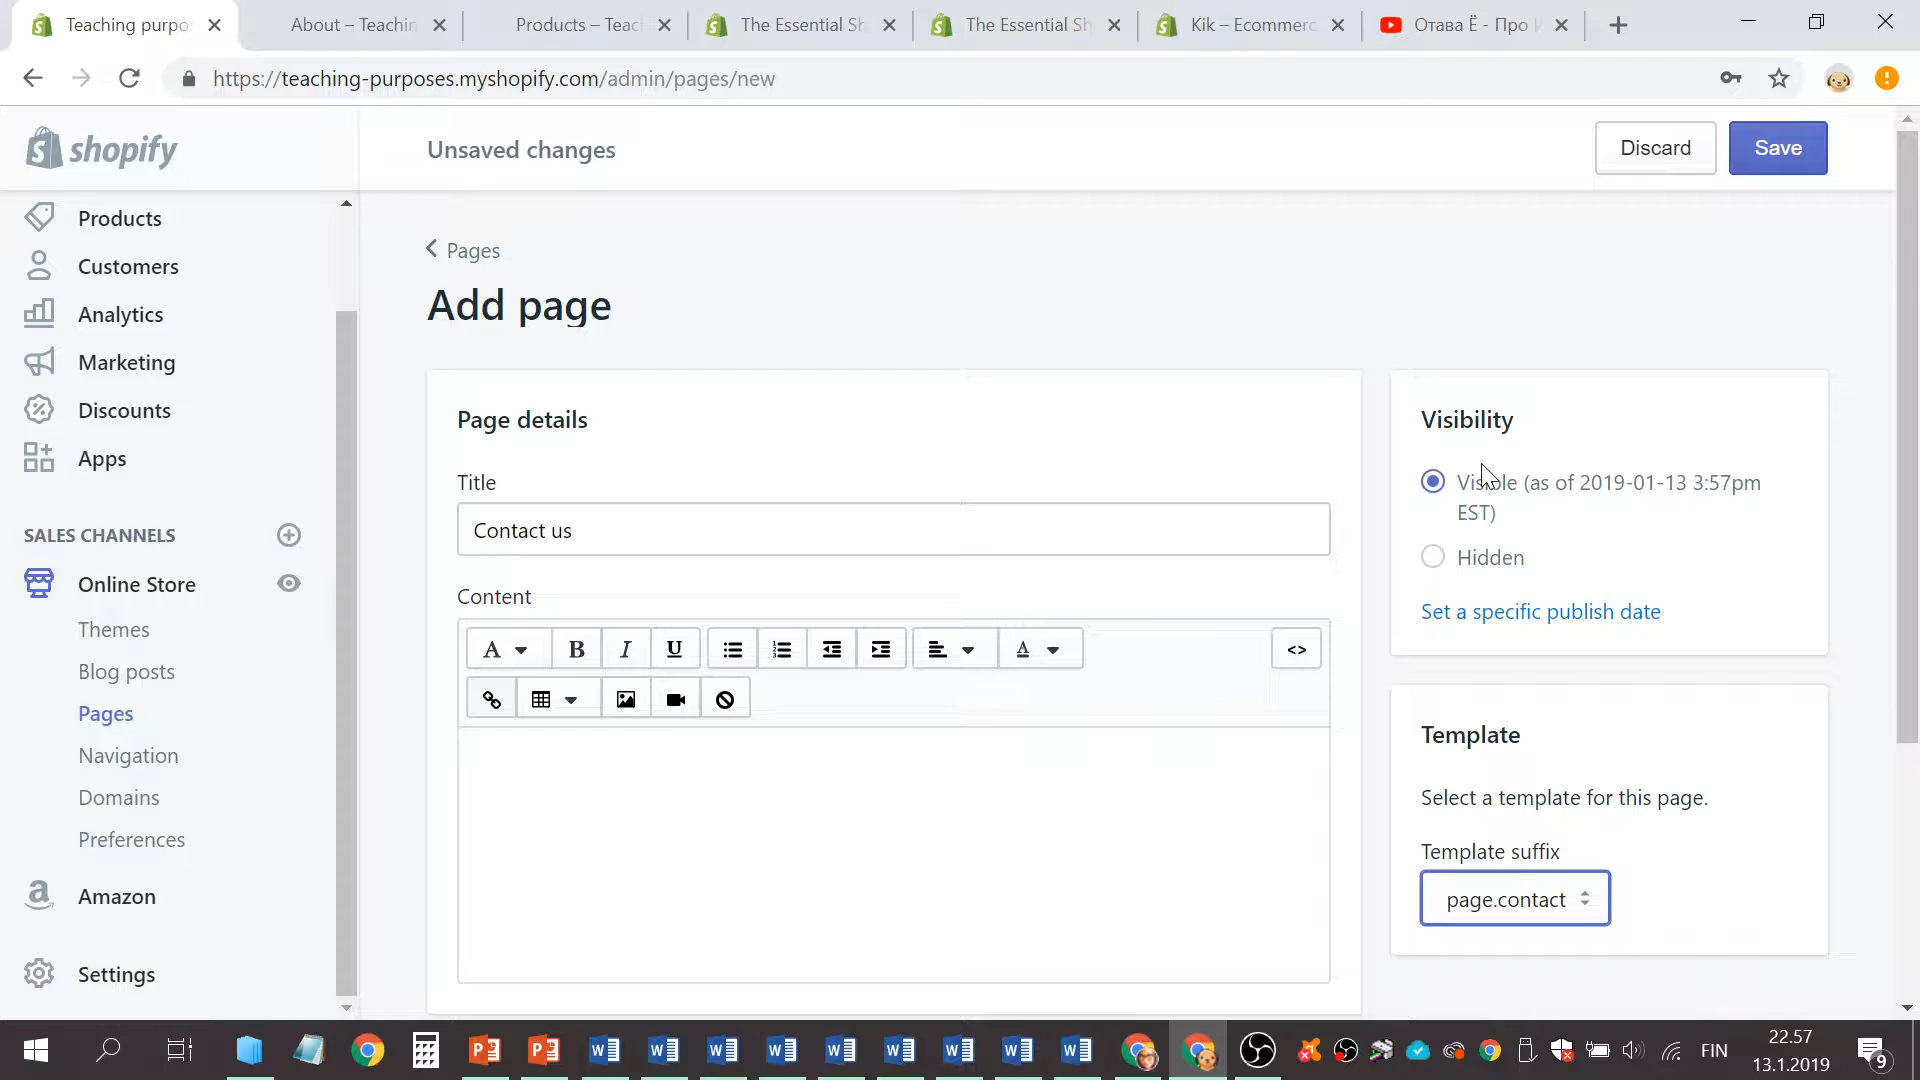 Teaching purpo
About – Teachin
Products – Teac
The Essential Sh
The Essential Sh
Kik – Ecommerc
Отава Ё - Про И
https://teaching-purposes.myshopify.com/admin/pages/new
shopify
Unsaved changes
Discard
Save
Products
Customers
Analytics
Marketing
Discounts
Apps
SALES CHANNELS
Online Store
Themes
Blog posts
Pages
Navigation
Domains
Preferences
Amazon
Settings
Pages
Add page
Page details
Title
Contact us
Content
A
B
I
U
A
<>
Visibility
Visible (as of 2019-01-13 3:57pm
EST)
Hidden
Set a specific publish date
Template
Select a template for this page.
Template suffix
page.contact
FIN
22.57
13.1.2019
9